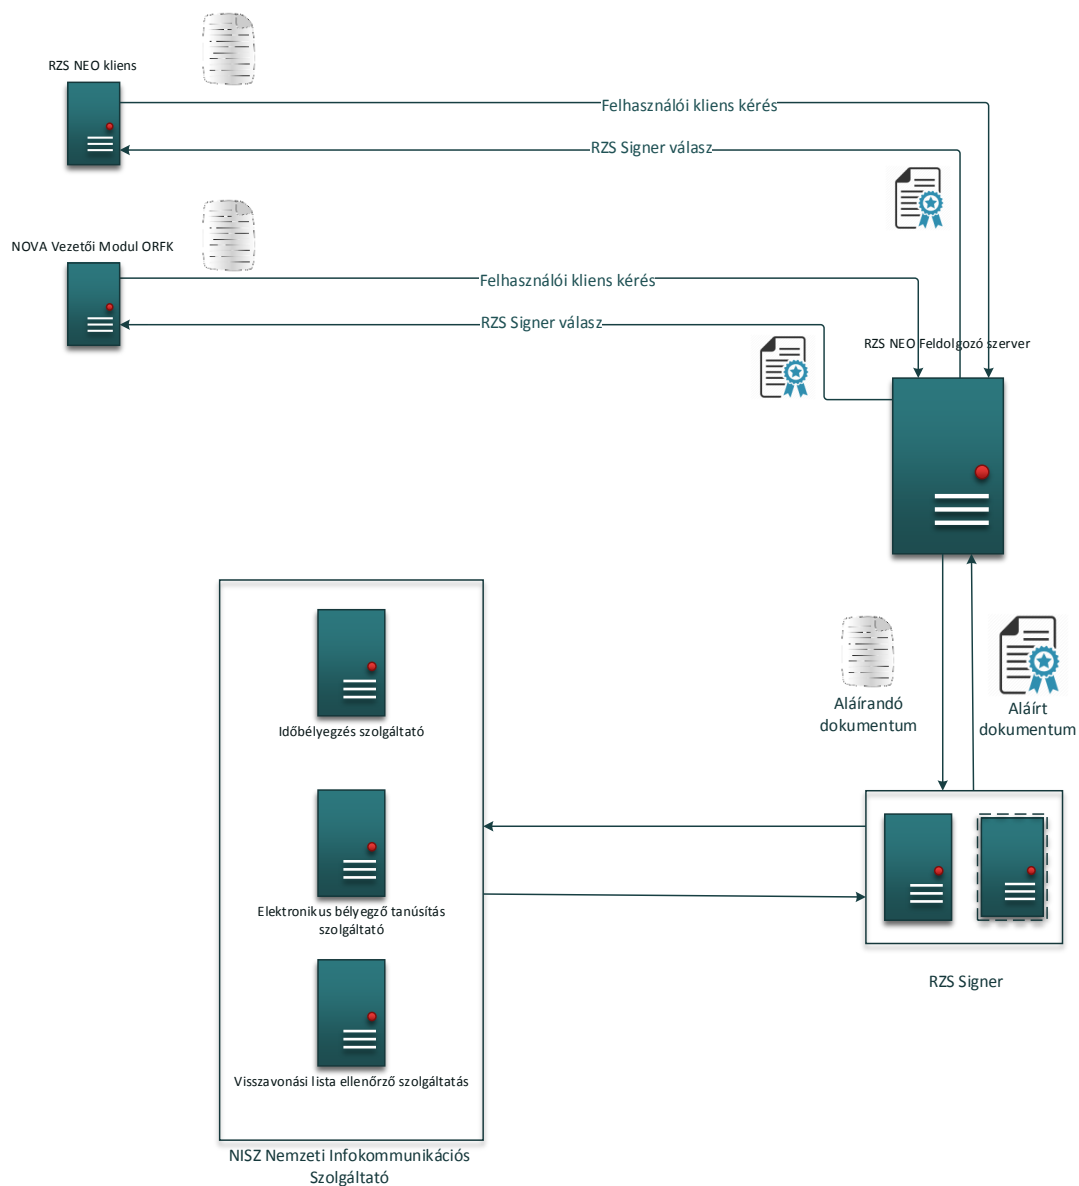 RZS NEO kliens
Felhasználói kliens kérés
RZS Signer válasz
NOVA Vezetői Modul ORFK
Felhasználói kliens kérés
RZS Signer válasz
RZS NEO Feldolgozó szerver
Aláírandó
dokumentum
Aláírt
dokumentum
Időbélyegzés szolgáltató
Elektronikus bélyegző tanúsítás
szolgáltató
Visszavonási lista ellenőrző szolgáltatás
RZS Signer
NISZ Nemzeti Infokommunikációs
Szolgáltató